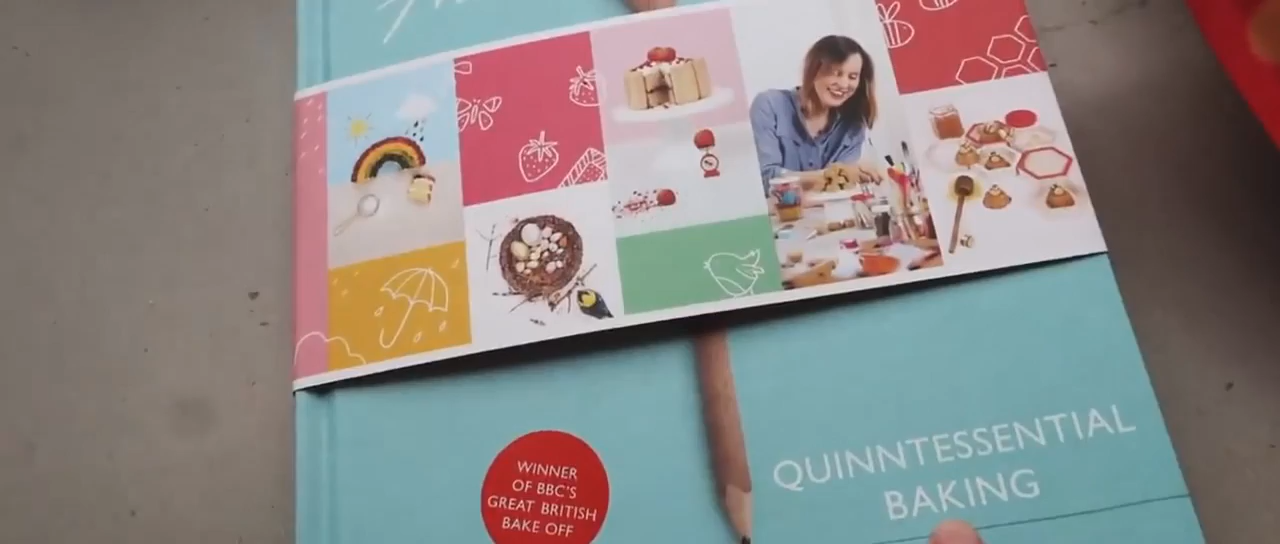 WINNER
OF BBC'S
GREAT BRITISH
BAKE OFF
QUINNTESSENTIAL
BAKING